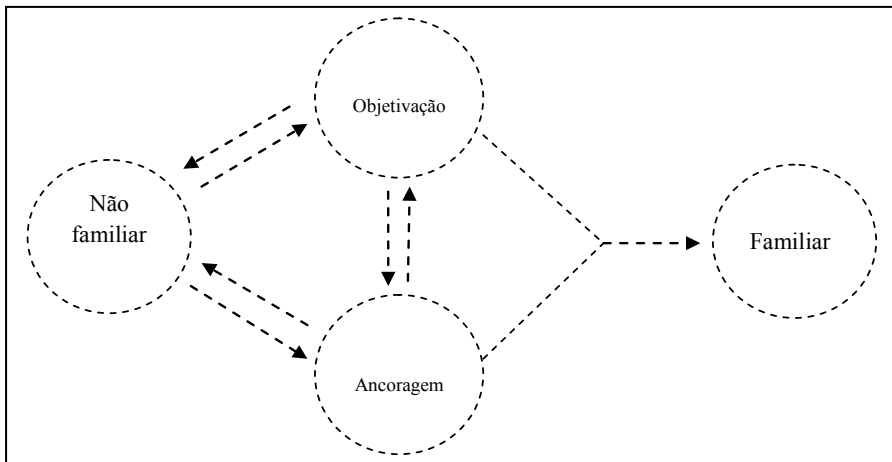 Objetivação
Não
familiar
Familiar
Ancoragem